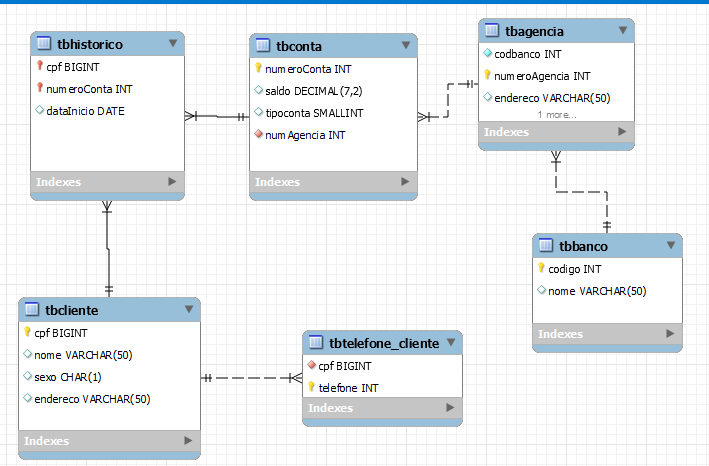 tbhistorico
cpf BIGINT
numeroConta INT
dataInicio DATE
Indexes
tbconta
numeroConta INT
saldo DECIMAL(7,2)
tipoconta SMALLINT
numAgencia INT
Indexes
tbagencia
codbanco INT
numeroAgencia INT
endereco VARCHAR(50)
1 more...
Indexes
tbbanco
codigo INT
nome VARCHAR(50)
Indexes
tbcliente
cpf BIGINT
nome VARCHAR(50)
sexo CHAR(1)
endereco VARCHAR(50)
Indexes
tbtelefone_cliente
cpf BIGINT
telefone INT
Indexes